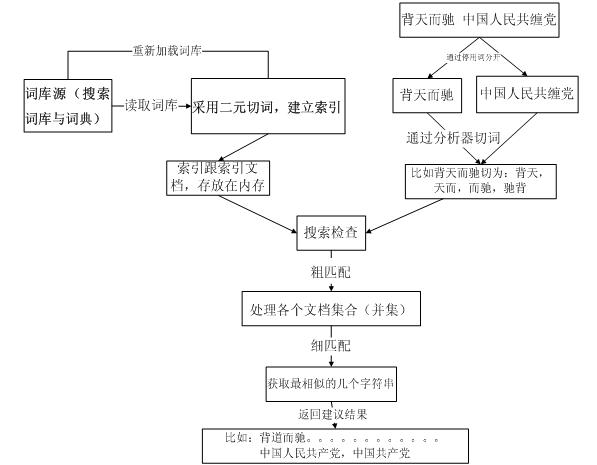 背天而驰 中国人民共缠党
重新加载词库
通过停用词分开
词库源（搜索
词库与词典）
读取词库
采用二元切词，建立索引
背天而驰
中国人民共缠党
通过分析器切词
索引跟索引文
档，存放在内存
比如背天而驰切为：背天，
天而，而驰，驰背
搜索检查
粗匹配
处理各个文档集合（并集）
细匹配
获取最相似的几个字符串
返回建议结果
比如：背道而驰。。。。。。。。。。。。
中国人民共产党，中国共产党